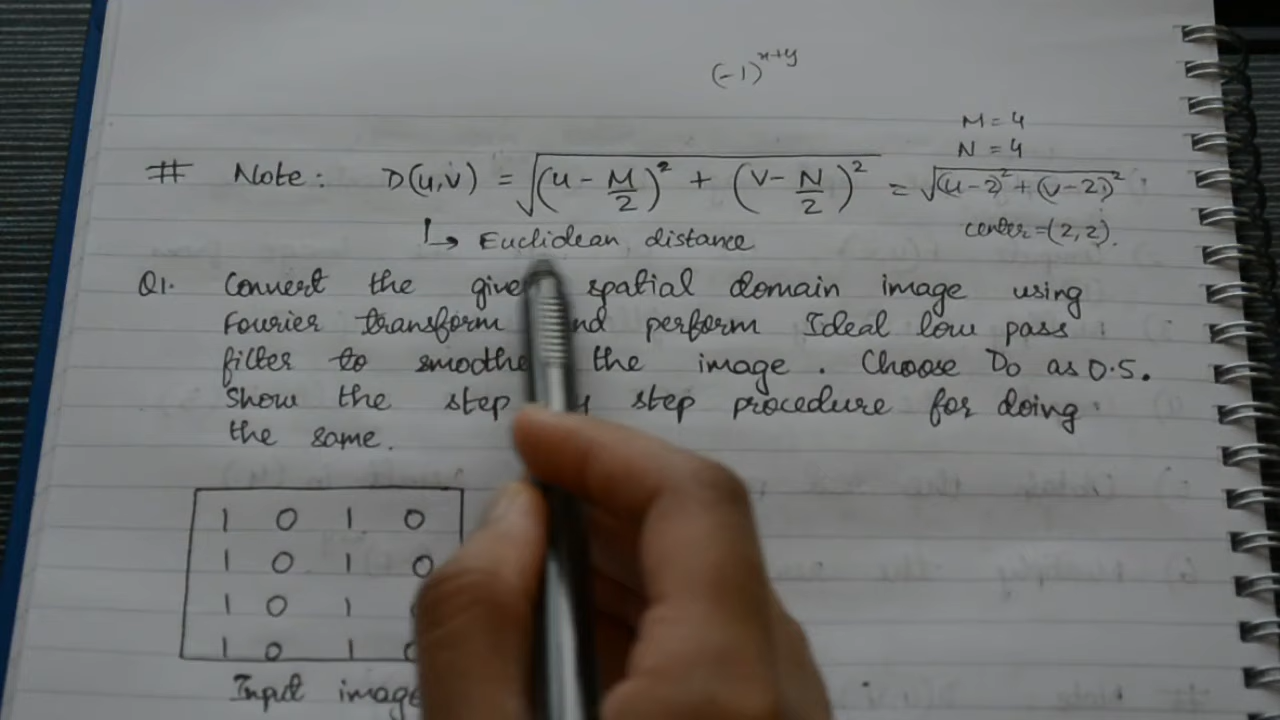 (-1)^{x+y}
M = 4
N = 4
# Note: D(u,v) = √((u - M/2)² + (v - N/2)²) = √((u-2)² + (v-2)²)
↳ Euclidean distance
center = (2,2).
Q1. Convert the given spatial domain image using
Fourier transform and perform Ideal low pass
filter to smoothe the image. Choose Do as 0.5.
Show the step step procedure for doing
the same.
1 0 1 0
1 0 1 0
1 0 1
1 0 1
Input image